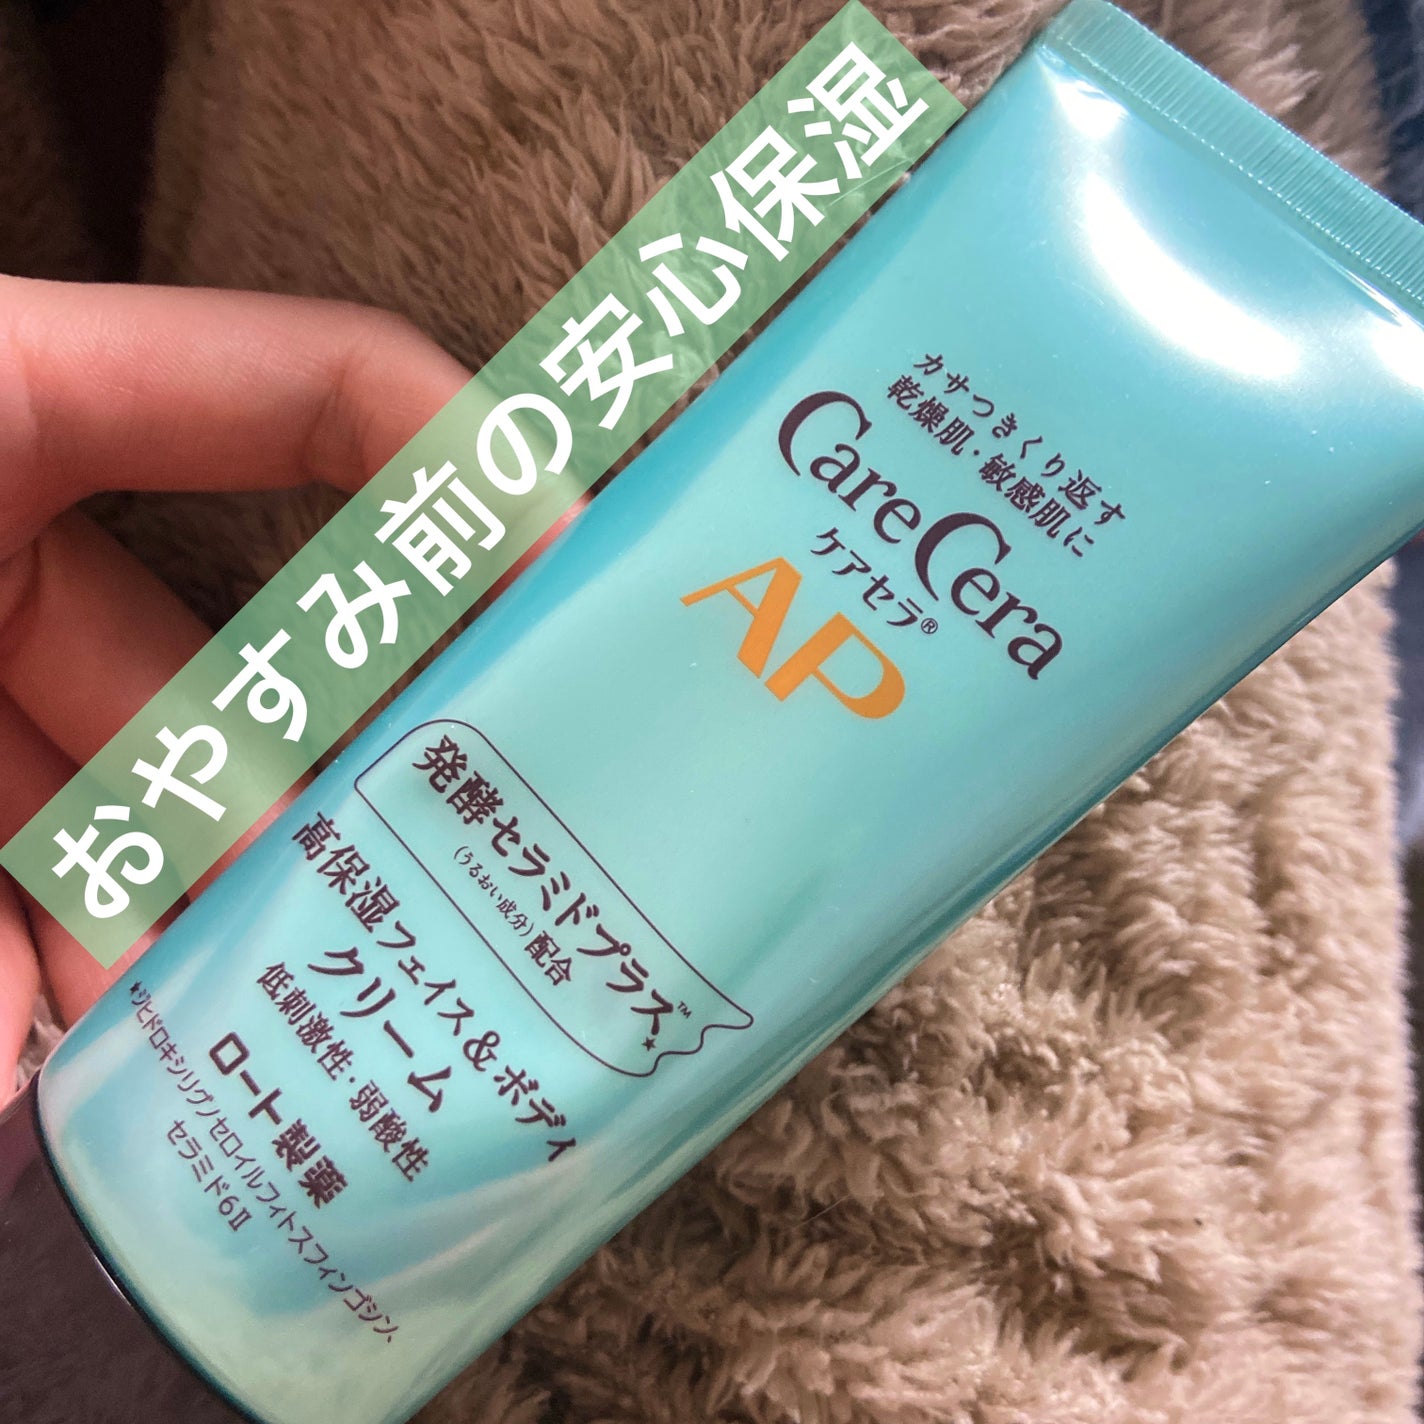 おやすみ前の安心保湿
カサつきくり返す
乾燥肌・敏感肌に
CareCera
ケアセラ®
AP
発酵セラミドプラス™★
(うるおい成分)配合
高保湿フェイス&ボディ
クリーム
低刺激性・弱酸性
ロート製薬
★ジヒドロキシリグノセロイルフィトスフィンゴシン、
セラミド6II